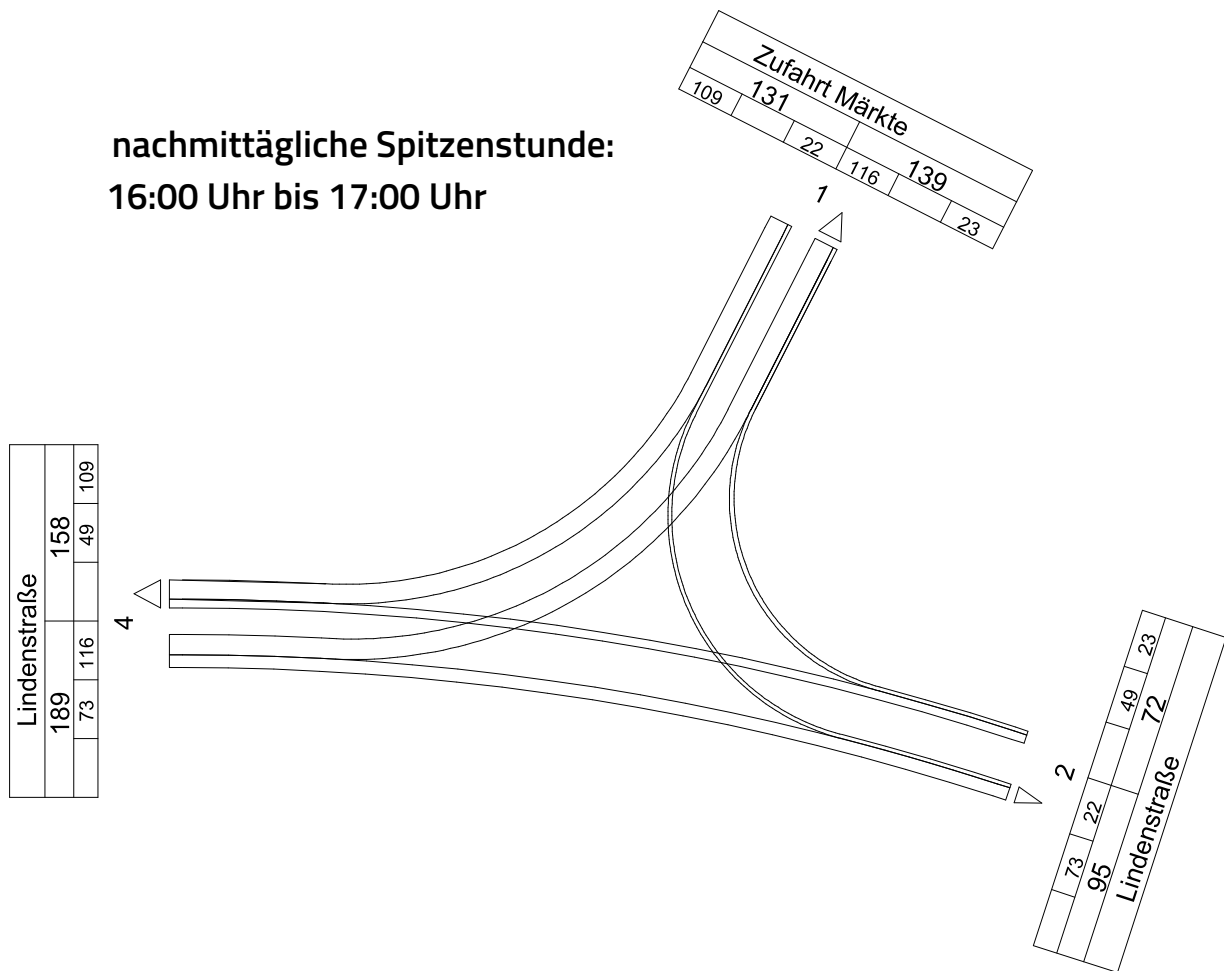 nachmittägliche Spitzenstunde:
16:00 Uhr bis 17:00 Uhr
Zufahrt Märkte
131 139
109 22 116 23
1
Lindenstraße
158 189
109 49 116 73
4
23 49 22 73
72 95
Lindenstraße
2